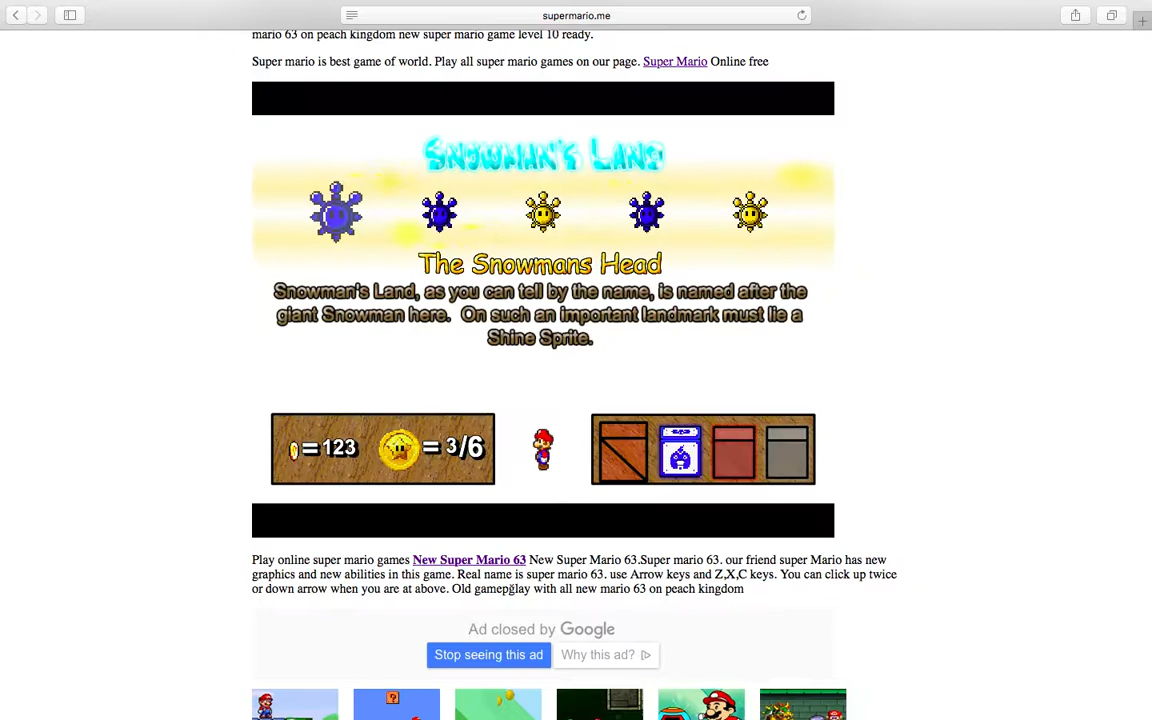 supermario.me
mario 63 on peach kingdom new super mario game level 10 ready.
Super mario is best game of world. Play all super mario games on our page. Super Mario Online free
Snowman's Land
The Snowmans Head
Snowman's Land, as you can tell by the name, is named after the
giant Snowman here. On such an important landmark must lie a
Shine Sprite.
=123 = 3/6
Play online super mario games New Super Mario 63 New Super Mario 63.Super mario 63. our friend super Mario has new
graphics and new abilities in this game. Real name is super mario 63. use Arrow keys and Z,X,C keys. You can click up twice
or down arrow when you are at above. Old gamepğlay with all new mario 63 on peach kingdom
Ad closed by Google
Stop seeing this ad Why this ad?
?